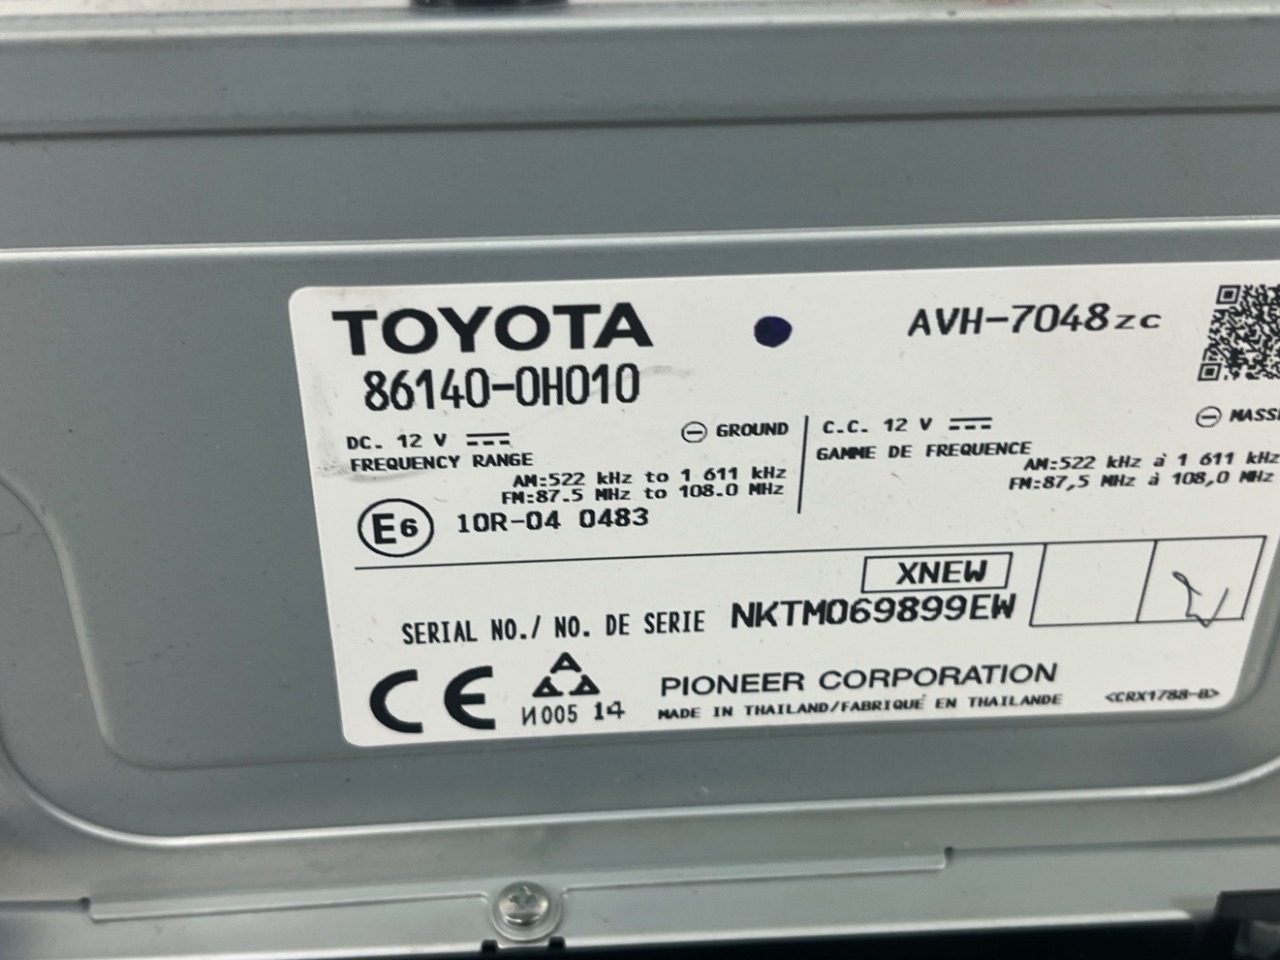 TOYOTA
AVH-7048zc
86140-0H010
DC. 12 V
GROUND
FREQUENCY RANGE
AM:522 kHz to 1 611 kHz
FM:87.5 MHz to 108.0 MHz
C.C. 12 V
MASSE
GAMME DE FREQUENCE
AM:522 kHz à 1 611 kHz
FM:87,5 MHz à 108,0 MHz
E6 10R-04 0483
XNEW
SERIAL NO./ NO. DE SERIE NKTM069899EW
CE
И005 14
PIONEER CORPORATION
MADE IN THAILAND/FABRIQUÉ EN THAILANDE
<CRX1788-B>